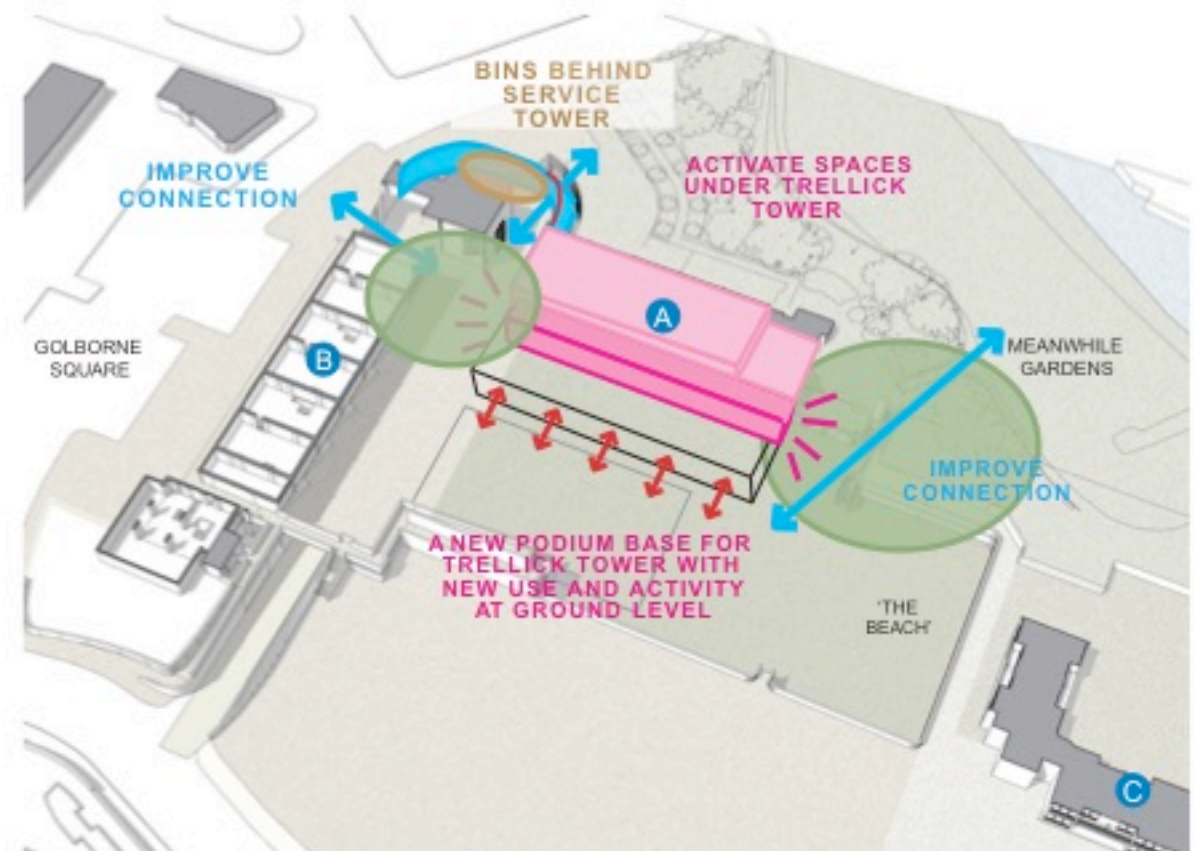 BINS BEHIND
SERVICE
TOWER
IMPROVE
CONNECTION
ACTIVATE SPACES
UNDER TRELLICK
TOWER
A
B
GOLBORNE
SQUARE
MEANWHILE
GARDENS
IMPROVE
CONNECTION
A NEW PODIUM BASE FOR
TRELLICK TOWER WITH
NEW USE AND ACTIVITY
AT GROUND LEVEL
'THE
BEACH'
C